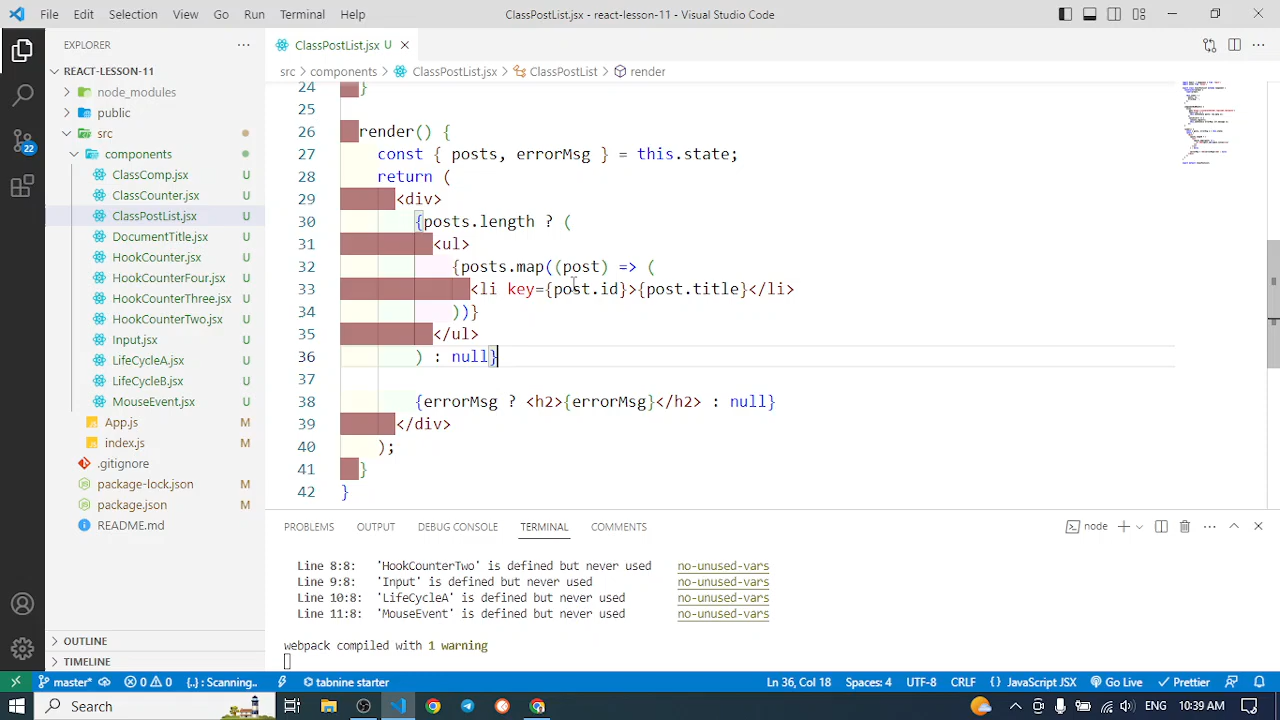 File Edit Selection View Go Run Terminal Help ClassPostList.jsx - react-lesson-11 - Visual Studio Code
EXPLORER
REACT-LESSON-11
node_modules
public
src
components
ClassComp.jsx U
ClassCounter.jsx U
ClassPostList.jsx U
DocumentTitle.jsx U
HookCounter.jsx U
HookCounterFour.jsx U
HookCounterThree.jsx U
HookCounterTwo.jsx U
Input.jsx U
LifeCycleA.jsx U
LifeCycleB.jsx U
MouseEvent.jsx U
App.js M
index.js M
.gitignore
package-lock.json M
package.json M
README.md
OUTLINE
TIMELINE
22
ClassPostList.jsx U
src > components > ClassPostList.jsx > ClassPostList > render
24 }
25
26 render() {
27 const { posts, errorMsg } = this.state;
28 return (
29 <div>
30 {posts.length ? (
31 <ul>
32 {posts.map((post) => (
33 <li key={post.id}>{post.title}</li>
34 ))}
35 </ul>
36 ) : null}
37
38 {errorMsg ? <h2>{errorMsg}</h2> : null}
39 </div>
40 );
41 }
42 }
PROBLEMS OUTPUT DEBUG CONSOLE TERMINAL COMMENTS node
Line 8:8: 'HookCounterTwo' is defined but never used no-unused-vars
Line 9:8: 'Input' is defined but never used no-unused-vars
Line 10:8: 'LifeCycleA' is defined but never used no-unused-vars
Line 11:8: 'MouseEvent' is defined but never used no-unused-vars
webpack compiled with 1 warning
master* 0 0 {..}: Scanning.. tabnine starter Ln 36, Col 18 Spaces: 4 UTF-8 CRLF {} JavaScript JSX Go Live Prettier
Search ENG 10:39 AM